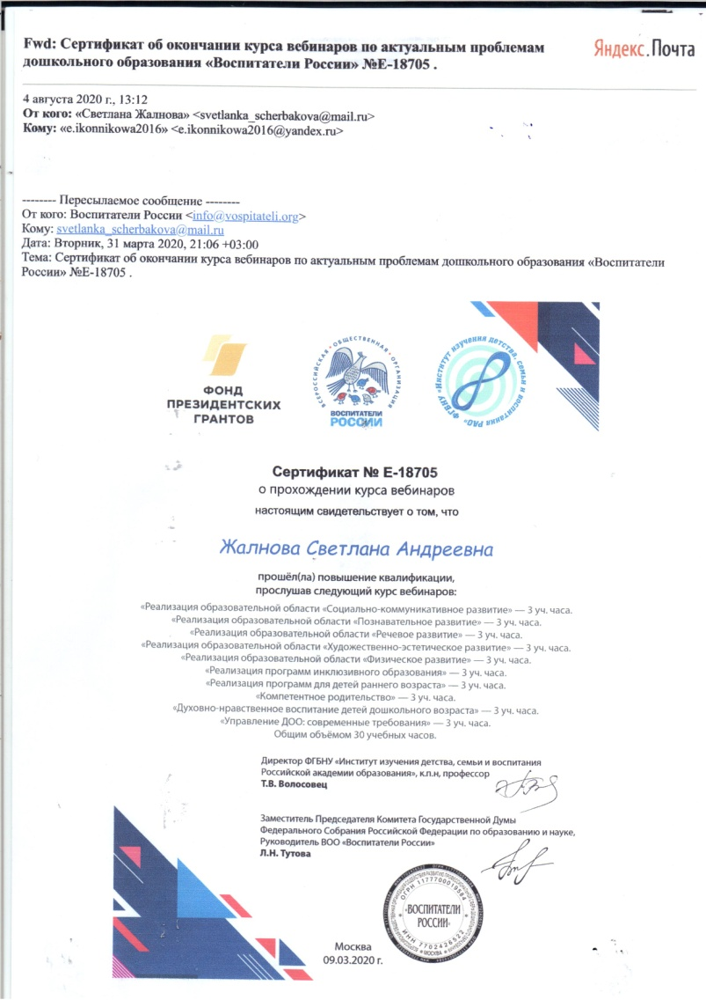 Fwd: Сертификат об окончании курса вебинаров по актуальным проблемам
дошкольного образования «Воспитатели России» №Е-18705 .
Яндекс.Почта
4 августа 2020 г., 13:12
От кого: «Светлана Жалнова» <svetlanka_scherbakova@mail.ru>
Кому: «e.ikonnikowa2016» <e.ikonnikowa2016@yandex.ru>
-------- Пересылаемое сообщение --------
От кого: Воспитатели России <info@vospitateli.org>
Кому: svetlanka_scherbakova@mail.ru
Дата: Вторник, 31 марта 2020, 21:06 +03:00
Тема: Сертификат об окончании курса вебинаров по актуальным проблемам дошкольного образования «Воспитатели
России» №Е-18705 .
ФОНД
ПРЕЗИДЕНТСКИХ
ГРАНТОВ
ВСЕРОССИЙСКАЯ • ОБЩЕСТВЕННАЯ • ОРГАНИЗАЦИЯ
ВОСПИТАТЕЛИ
РОССИИ
ФГБНУ «Институт изучения детства, семьи и воспитания РАО»
Сертификат № Е-18705
о прохождении курса вебинаров
настоящим свидетельствует о том, что
Жалнова Светлана Андреевна
прошёл(ла) повышение квалификации,
прослушав следующий курс вебинаров:
«Реализация образовательной области «Социально-коммуникативное развитие» — 3 уч. часа.
«Реализация образовательной области «Познавательное развитие» — 3 уч. часа.
«Реализация образовательной области «Речевое развитие» — 3 уч. часа.
«Реализация образовательной области «Художественно-эстетическое развитие» — 3 уч. часа.
«Реализация образовательной области «Физическое развитие» — 3 уч. часа.
«Реализация программ инклюзивного образования» — 3 уч. часа.
«Реализация программ для детей раннего возраста» — 3 уч. часа.
«Компетентное родительство» — 3 уч. часа.
«Духовно-нравственное воспитание детей дошкольного возраста» — 3 уч. часа.
«Управление ДОО: современные требования» — 3 уч. часа.
Общим объёмом 30 учебных часов.
Директор ФГБНУ «Институт изучения детства, семьи и воспитания
Российской академии образования», к.п.н, профессор
Т.В. Волосовец
Заместитель Председателя Комитета Государственной Думы
Федерального Собрания Российской Федерации по образованию и науке,
Руководитель ВОО «Воспитатели России»
Л.Н. Тутова
ОГРН 1177700019584
«ВОСПИТАТЕЛИ
РОССИИ»
ИНН 7702426522
МОСКВА
Москва
09.03.2020 г.